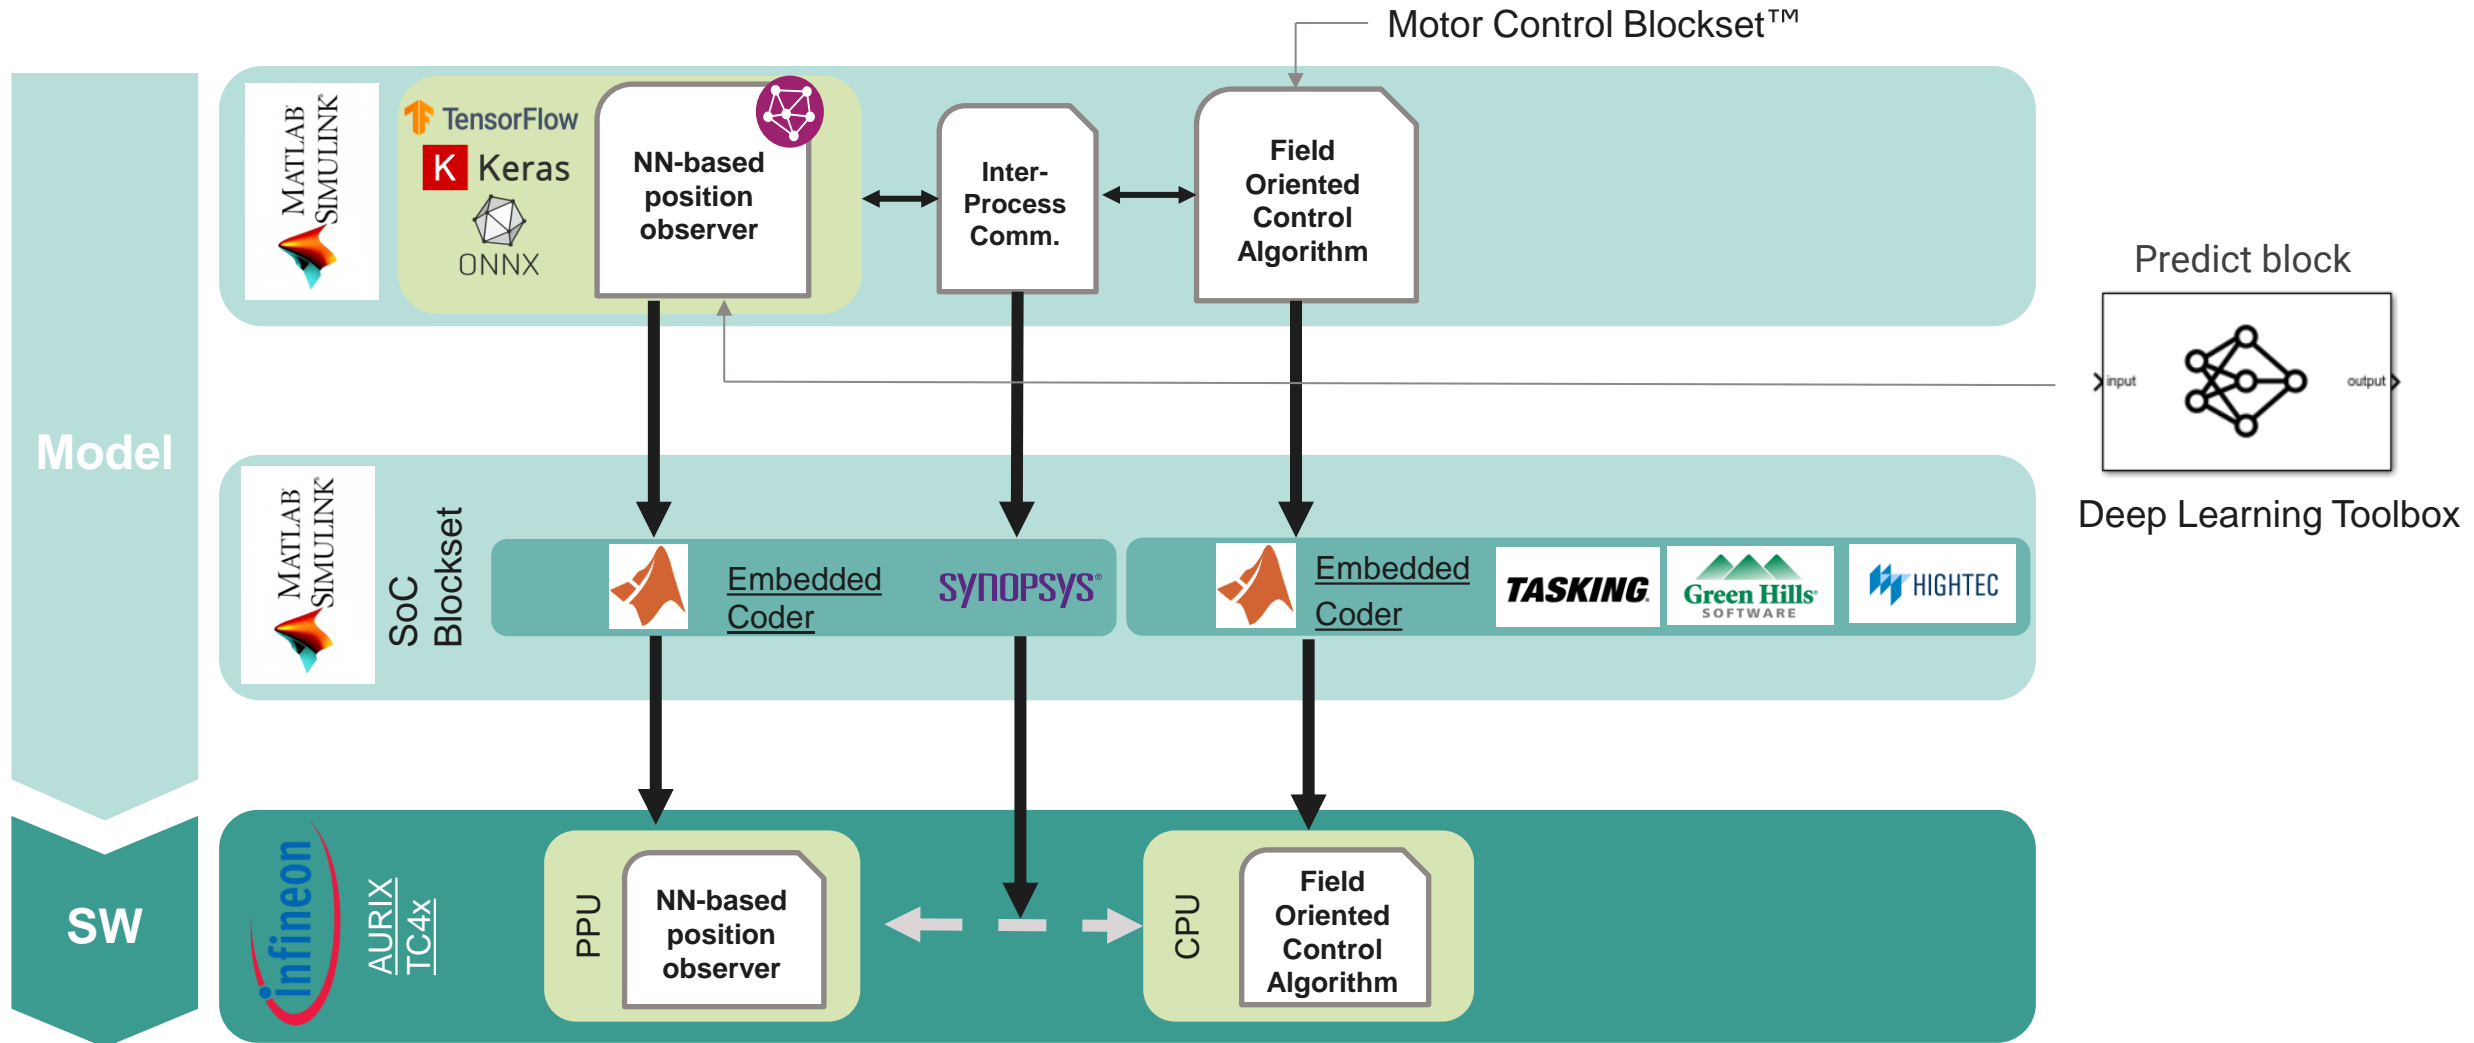 Motor Control Blockset™
Model
MATLAB
SIMULINK
TensorFlow
K Keras
ONNX
NN-based
position
observer
Inter-
Process
Comm.
Field
Oriented
Control
Algorithm
Predict block
input
output
Deep Learning Toolbox
MATLAB
SIMULINK
SoC
Blockset
Embedded
Coder
SYNOPSYS®
Embedded
Coder
TASKING.
Green Hills®
SOFTWARE
HIGHTEC
SW
infineon
AURIX
TC4x
PPU
NN-based
position
observer
CPU
Field
Oriented
Control
Algorithm